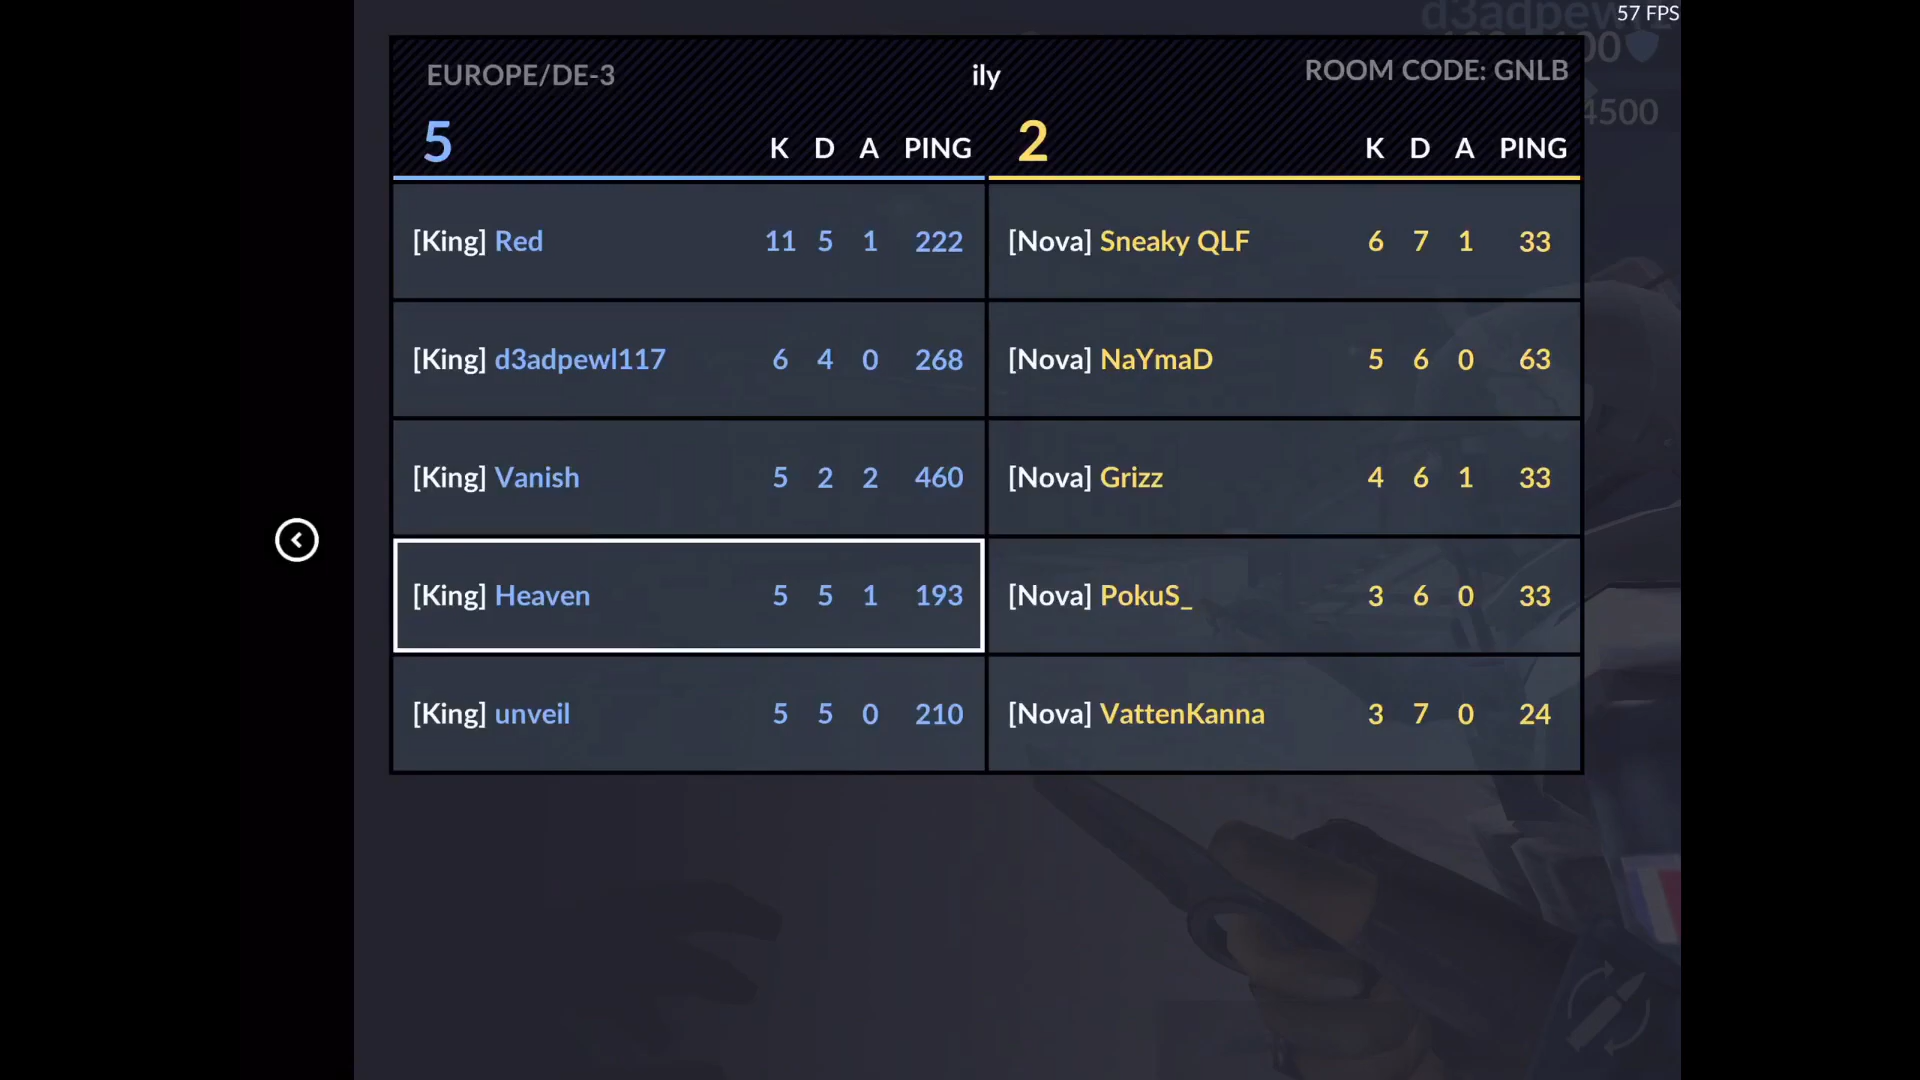 57 FPS
d3adpewl
EUROPE/DE-3 ily ROOM CODE: GNLB
4500
5 K D A PING 2 K D A PING
[King] Red 11 5 1 222 [Nova] Sneaky QLF 6 7 1 33
[King] d3adpewl117 6 4 0 268 [Nova] NaYmaD 5 6 0 63
[King] Vanish 5 2 2 460 [Nova] Grizz 4 6 1 33
[King] Heaven 5 5 1 193 [Nova] PokuS_ 3 6 0 33
[King] unveil 5 5 0 210 [Nova] VattenKanna 3 7 0 24